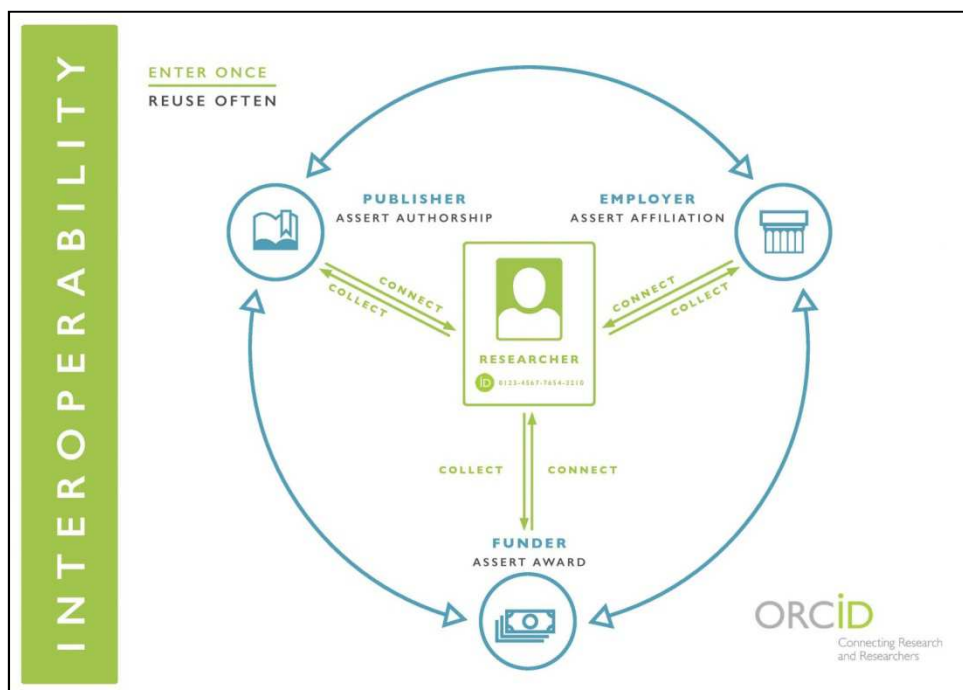 INTEROPERABILITY
ENTER ONCE
REUSE OFTEN
PUBLISHER
ASSERT AUTHORSHIP
EMPLOYER
ASSERT AFFILIATION
CONNECT
COLLECT
CONNECT
COLLECT
RESEARCHER
iD 0123-4567-7654-3210
COLLECT
CONNECT
FUNDER
ASSERT AWARD
ORCiD
Connecting Research
and Researchers